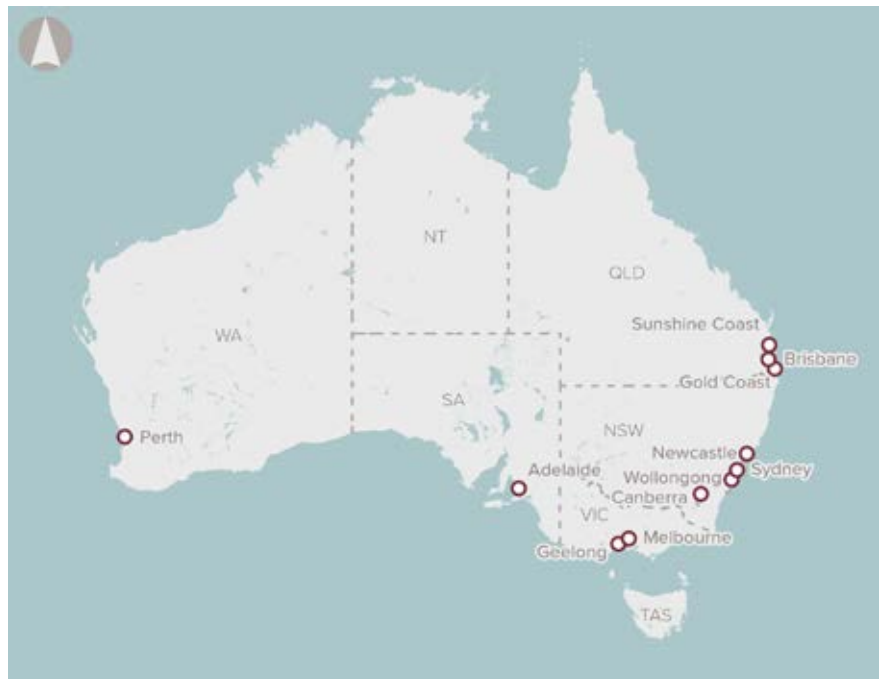 NT
QLD
Sunshine Coast
WA
Brisbane
Gold Coast
SA
NSW
Perth
Newcastle
Adelaide
Sydney
Wollongong
Canberra
VIC
Melbourne
Geelong
TAS